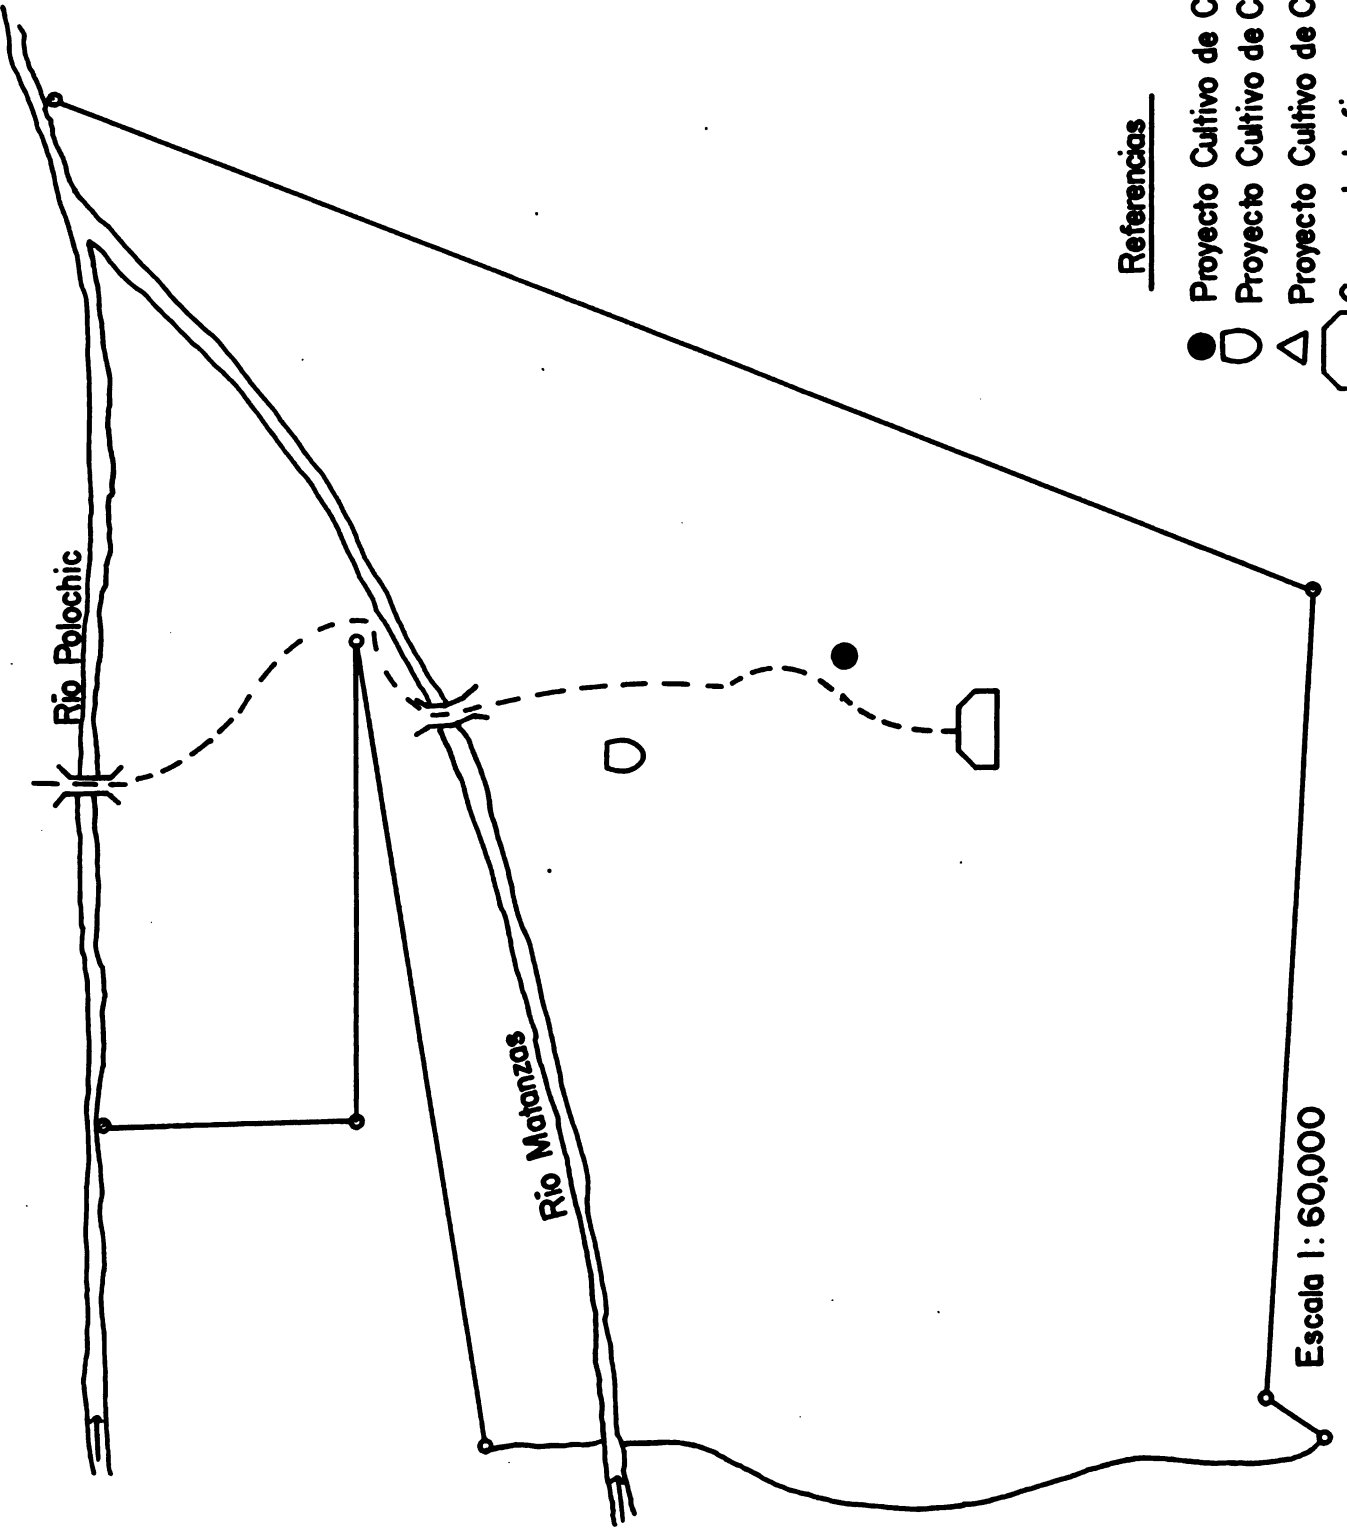 Río Polochic
Río Matanzas
Escala 1:60,000
Referencias
Proyecto Cultivo de C
Proyecto Cultivo de C
Proyecto Cultivo de C